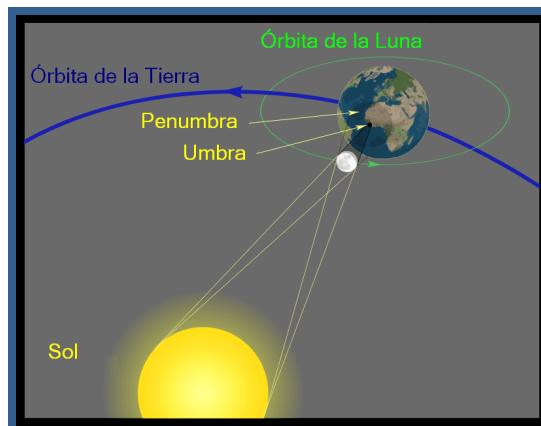 Órbita de la Luna
Órbita de la Tierra
Penumbra
Umbra
Sol